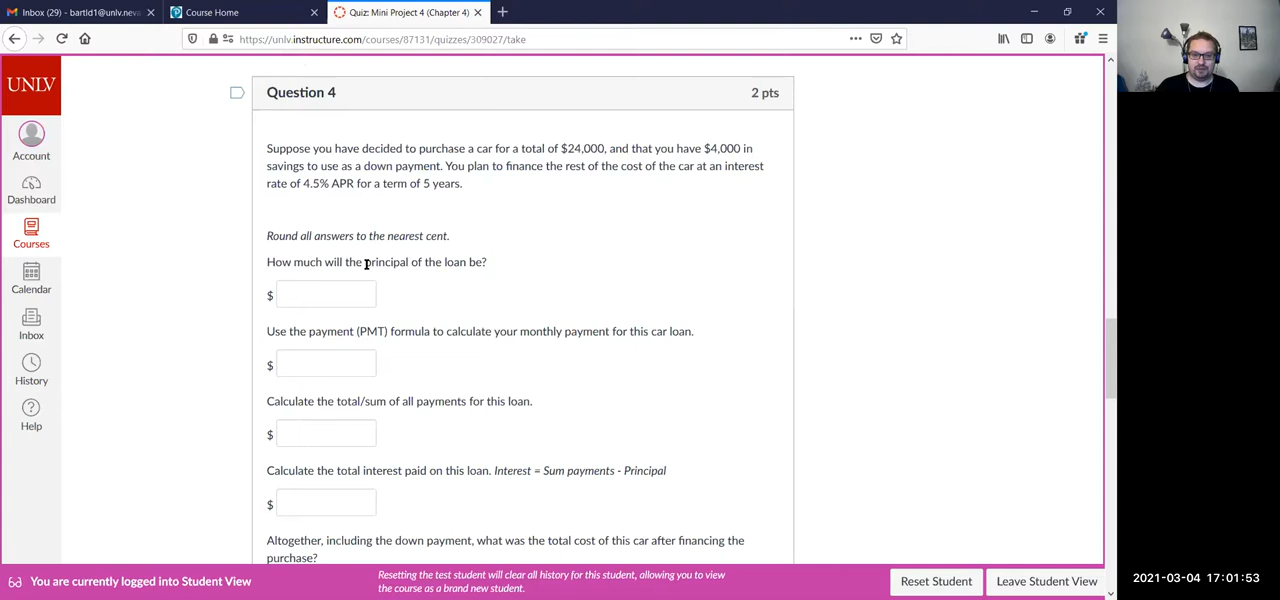 Inbox (29) - bartld1@unlv.neva
Course Home
Quiz: Mini Project 4 (Chapter 4)
https://unlv.instructure.com/courses/87131/quizzes/309027/take
UNLV
Account
Dashboard
Courses
Calendar
Inbox
History
Help
Question 4
2 pts
Suppose you have decided to purchase a car for a total of $24,000, and that you have $4,000 in
savings to use as a down payment. You plan to finance the rest of the cost of the car at an interest
rate of 4.5% APR for a term of 5 years.
Round all answers to the nearest cent.
How much will the principal of the loan be?
$
Use the payment (PMT) formula to calculate your monthly payment for this car loan.
$
Calculate the total/sum of all payments for this loan.
$
Calculate the total interest paid on this loan. Interest = Sum payments - Principal
$
Altogether, including the down payment, what was the total cost of this car after financing the
purchase?
You are currently logged into Student View
Resetting the test student will clear all history for this student, allowing you to view
the course as a brand new student.
Reset Student
Leave Student View
2021-03-04 17:01:53